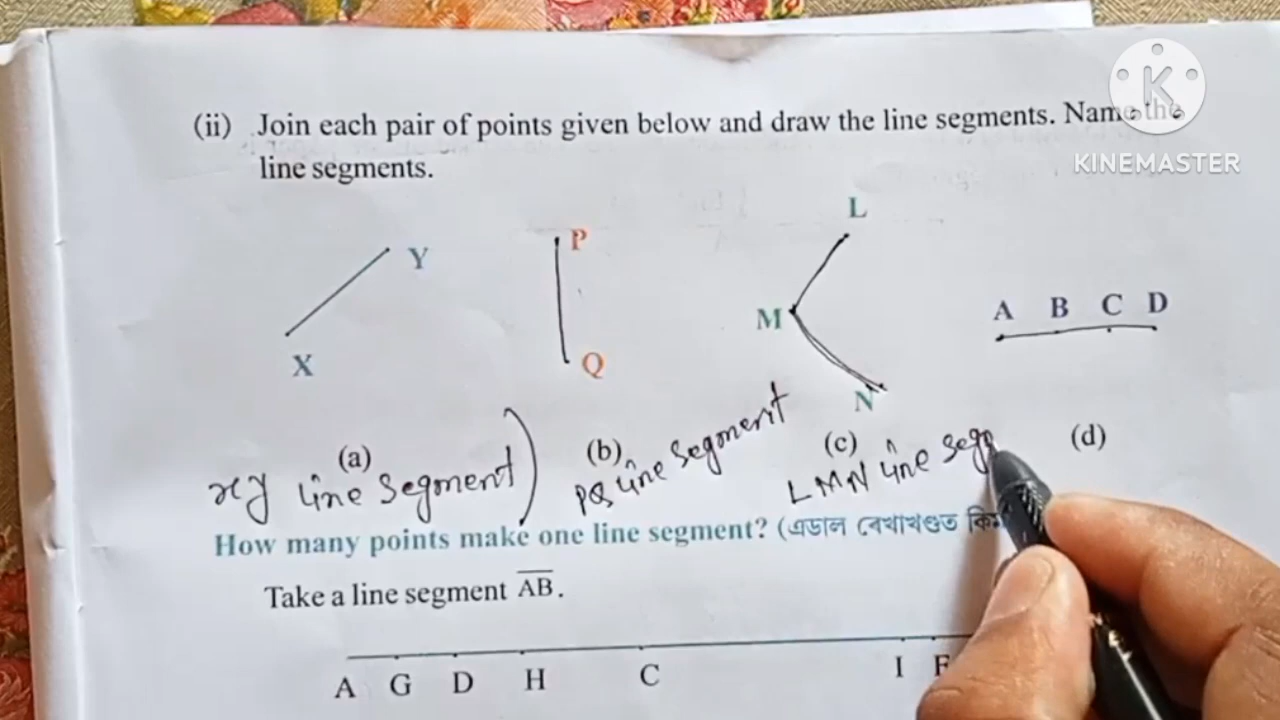 KINEMASTER
(ii) Join each pair of points given below and draw the line segments. Name the
line segments.
L
P
Y
A B C D
M
X
Q
N
(a) (b) (c) (d)
xy line segment) PQ line segment LMN line segm
How many points make one line segment? (এডাল ৰেখাখণ্ডত
Take a line segment AB.
A G D H C I